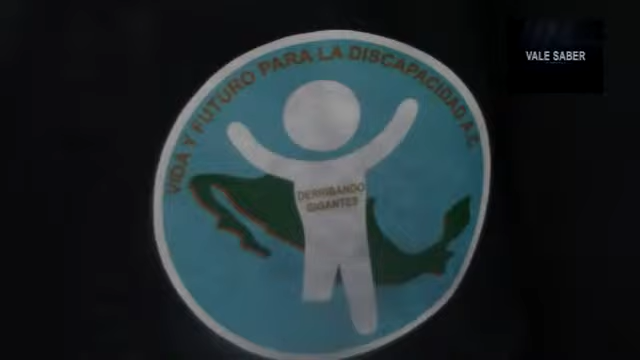 VIDA Y FUTURO PARA LA DISCAPACIDAD A.C
DERRIBANDO
GIGANTES
VALE SABER